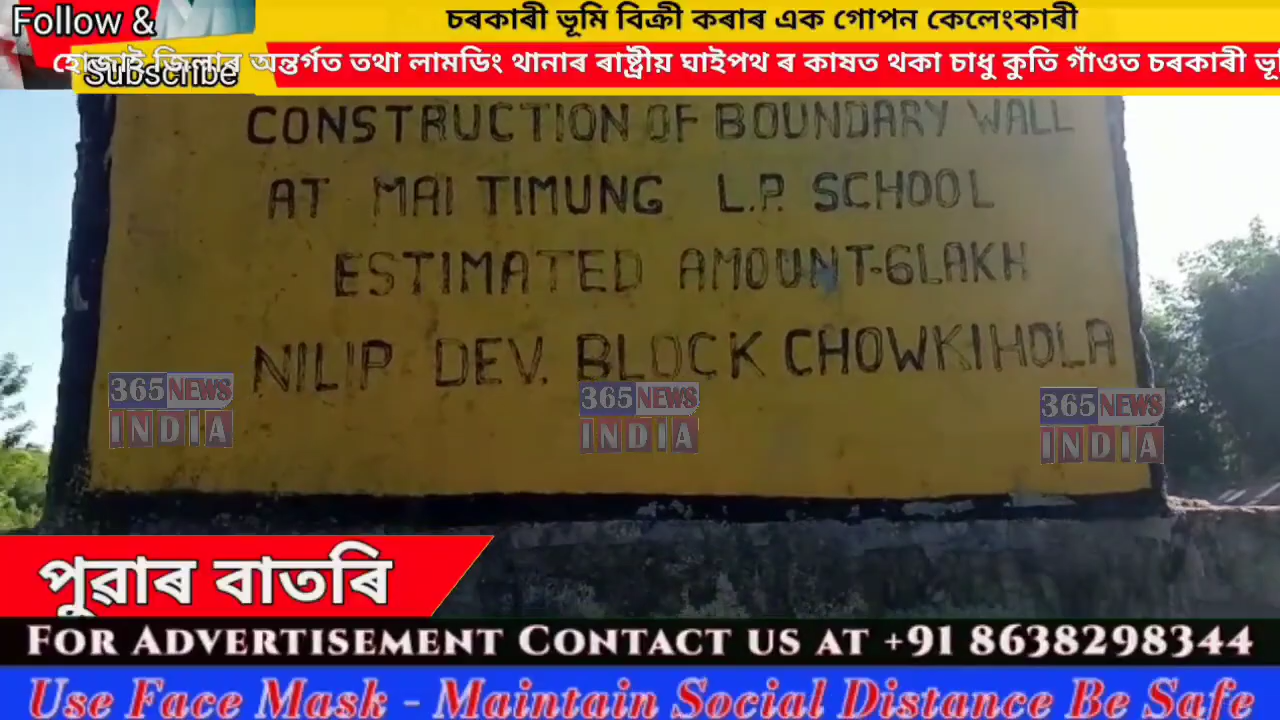 Follow &
Subscribe
চৰকাৰী ভূমি বিক্ৰী কৰাৰ এক গোপন কেলেংকাৰী
হোজাই জিলাৰ অন্তৰ্গত তথা লামডিং থানাৰ ৰাষ্ট্ৰীয় ঘাইপথ ৰ কাষত থকা চাধু কুতি গাঁওত চৰকাৰী
CONSTRUCTION OF BOUNDARY WALL
AT MAI TIMUNG L.P. SCHOOL
ESTIMATED AMOUNT-6LAKH
NILIP DEV. BLOCK CHOWKIHOLA
365 NEWS INDIA
365 NEWS INDIA
365 NEWS INDIA
পুৱাৰ বাতৰি
FOR ADVERTISEMENT CONTACT US AT +91 8638298344
Use Face Mask - Maintain Social Distance Be Safe